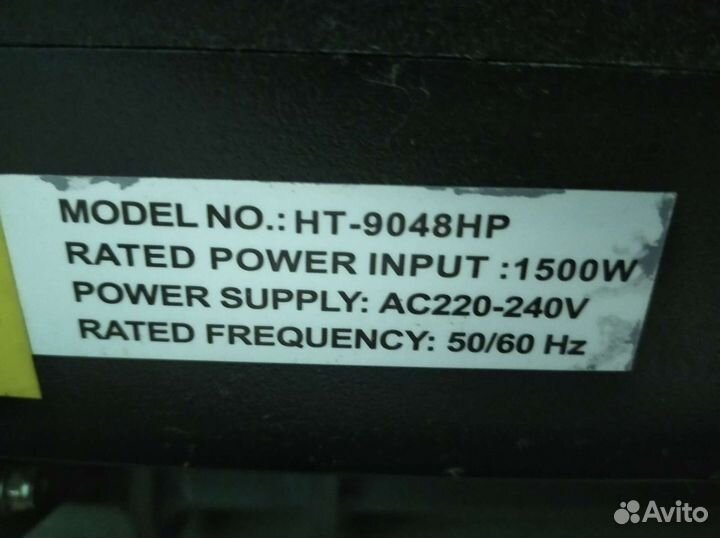 MODEL NO.: HT-9048HP
RATED POWER INPUT :1500W
POWER SUPPLY: AC220-240V
RATED FREQUENCY: 50/60 Hz
Avito